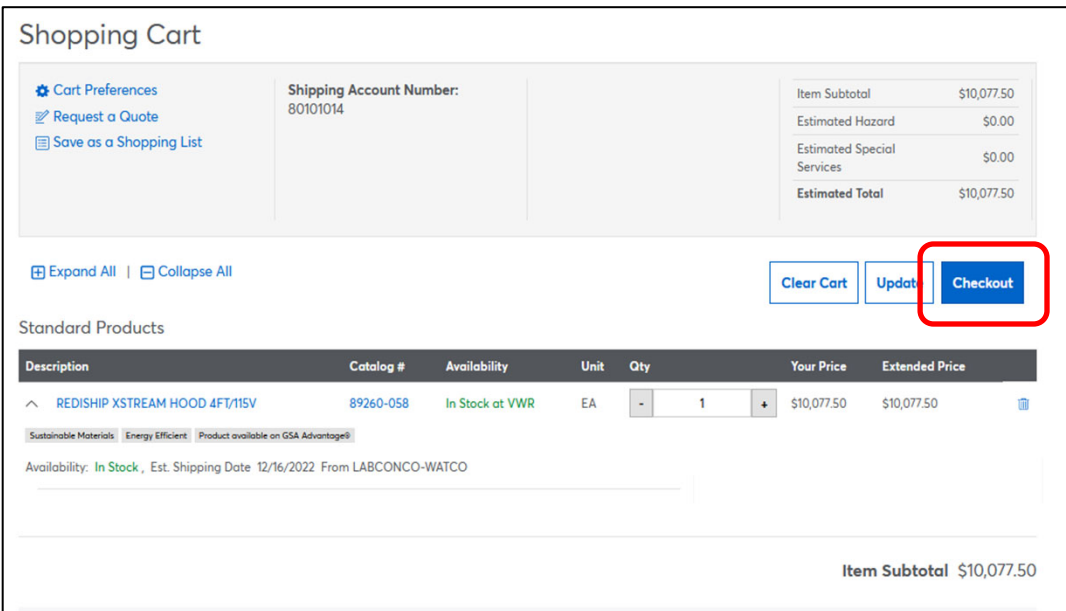 Shopping Cart
Cart Preferences
Request a Quote
Save as a Shopping List
Shipping Account Number:
80101014
Item Subtotal $10,077.50
Estimated Hazard $0.00
Estimated Special
Services $0.00
Estimated Total $10,077.50
Expand All | Collapse All
Clear Cart Update Checkout
Standard Products
Description Catalog # Availability Unit Qty Your Price Extended Price
REDISHIP XSTREAM HOOD 4FT/115V 89260-058 In Stock at VWR EA - 1 + $10,077.50 $10,077.50
Sustainable Materials Energy Efficient Product available on GSA Advantage®
Availability: In Stock , Est. Shipping Date 12/16/2022 From LABCONCO-WATCO
Item Subtotal $10,077.50